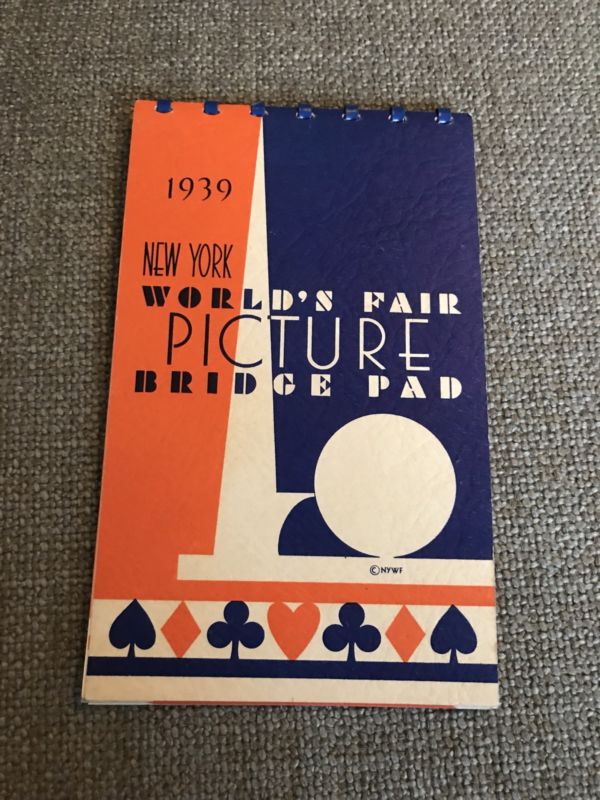 1939
NEW YORK
WORLD'S FAIR
PICTURE
BRIDGE PAD
©NYWF